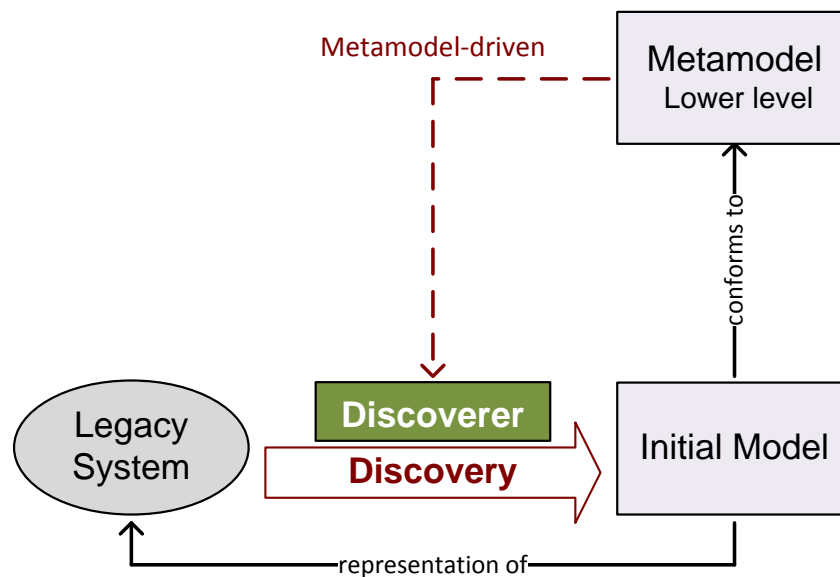 Metamodel-driven
Metamodel
Lower level
conforms to
Legacy
System
Discoverer
Discovery
Initial Model
representation of